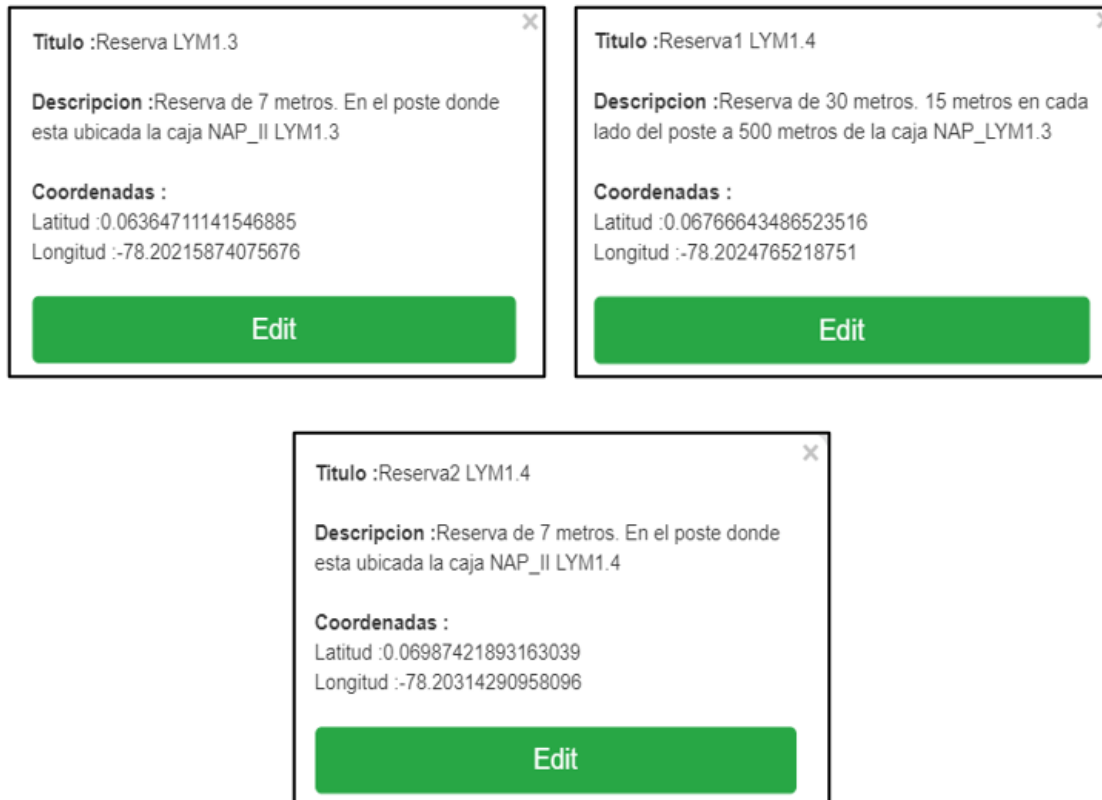 Titulo :Reserva LYM1.3
Descripcion :Reserva de 7 metros. En el poste donde
esta ubicada la caja NAP_II LYM1.3
Coordenadas :
Latitud :0.06364711141546885
Longitud :-78.20215874075676
Edit
Titulo :Reserva1 LYM1.4
Descripcion :Reserva de 30 metros. 15 metros en cada
lado del poste a 500 metros de la caja NAP_LYM1.3
Coordenadas :
Latitud :0.06766643486523516
Longitud :-78.2024765218751
Edit
Titulo :Reserva2 LYM1.4
Descripcion :Reserva de 7 metros. En el poste donde
esta ubicada la caja NAP_II LYM1.4
Coordenadas :
Latitud :0.06987421893163039
Longitud :-78.20314290958096
Edit